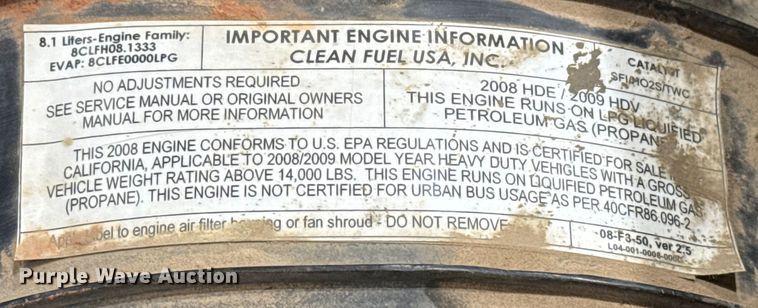 8.1 Liters-Engine Family:
8CLFH08.1333
EVAP: 8CLFE0000LPG
IMPORTANT ENGINE INFORMATION
CLEAN FUEL USA, INC.
CATALYST
SFI/HO2S/TWC
NO ADJUSTMENTS REQUIRED
SEE SERVICE MANUAL OR ORIGINAL OWNERS
MANUAL FOR MORE INFORMATION
2008 HDE / 2009 HDV
THIS ENGINE RUNS ON LPG LIQUIFIED
PETROLEUM GAS (PROPANE
THIS 2008 ENGINE CONFORMS TO U.S. EPA REGULATIONS AND IS CERTIFIED FOR SALE
CALIFORNIA, APPLICABLE TO 2008/2009 MODEL YEAR HEAVY DUTY VEHICLES WITH A GROSS
VEHICLE WEIGHT RATING ABOVE 14,000 LBS. THIS ENGINE RUNS ON LIQUIFIED PETROLEUM GAS
(PROPANE). THIS ENGINE IS NOT CERTIFIED FOR URBAN BUS USAGE AS PER 40CFR86.096-2
Apply label to engine air filter housing or fan shroud - DO NOT REMOVE
08-F3-50, ver 2.5
Purple Wave Auction